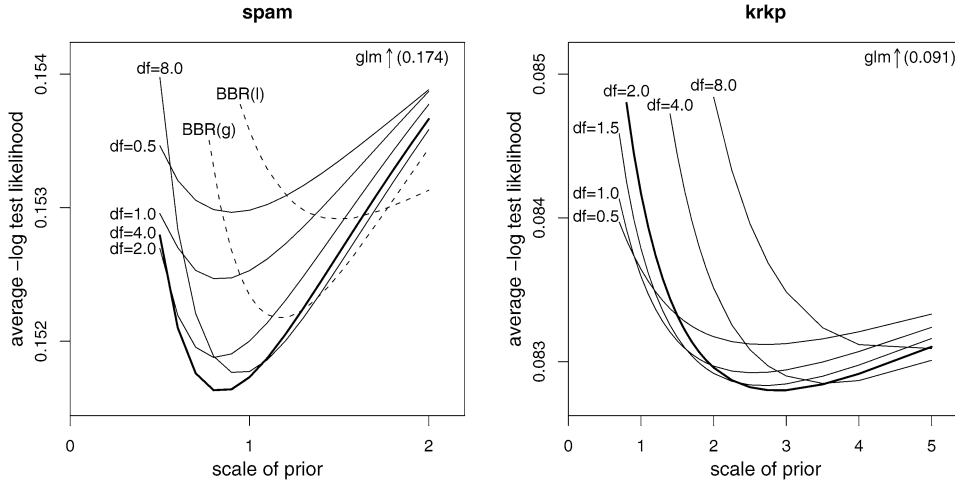 spam
glm ↑ (0.174)
df=8.0
BBR(l)
BBR(g)
df=0.5
df=1.0
df=4.0
df=2.0
0.154
0.153
0.152
average −log test likelihood
0 1 2
scale of prior
krkp
glm ↑ (0.091)
df=2.0
df=8.0
df=4.0
df=1.5
df=1.0
df=0.5
0.085
0.084
0.083
average −log test likelihood
0 1 2 3 4 5
scale of prior